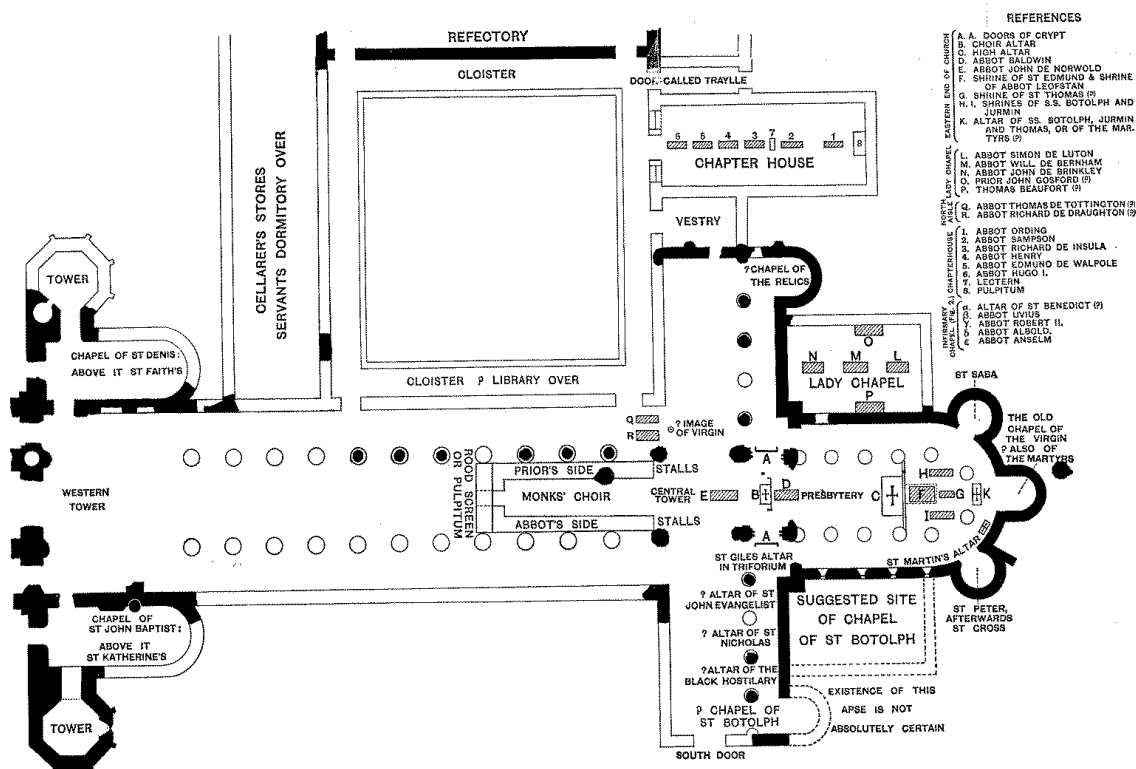 REFERENCES
EASTERN END OF CHURCH
A. A. DOORS OF CRYPT
B. CHOIR ALTAR
C. HIGH ALTAR
D. ABBOT BALDWIN
E. ABBOT JOHN DE NORWOLD
F. SHRINE OF ST EDMUND & SHRINE
OF ABBOT LEOFSTAN
G. SHRINE OF ST THOMAS (?)
H. I. SHRINES OF S.S. BOTOLPH AND
JURMIN
K. ALTAR OF SS. BOTOLPH, JURMIN
AND THOMAS, OR OF THE MAR-
TYRS (?)
LADY CHAPEL
L. ABBOT SIMON DE LUTON
M. ABBOT WILL. DE BERNHAM
N. ABBOT JOHN DE BRINKLEY
O. PRIOR JOHN GOSFORD (?)
P. THOMAS BEAUFORT (?)
NORTH AISLE
Q. ABBOT THOMAS DE TOTTINGTON (?)
R. ABBOT RICHARD DE DRAUGHTON (?)
CHAPTERHOUSE
1. ABBOT ORDING
2. ABBOT SAMPSON
3. ABBOT RICHARD DE INSULA
4. ABBOT HENRY
5. ABBOT EDMUND DE WALPOLE
6. ABBOT HUGO I.
7. LECTERN
8. PULPITUM
INFIRMARY CHAPEL (Fig. 2.)
α. ALTAR OF ST BENEDICT (?)
β. ABBOT UVIUS
γ. ABBOT ROBERT II.
δ ABBOT ALBOLD.
ε ABBOT ANSELM
REFECTORY
CLOISTER
DOOR CALLED TRAYLLE
6 5 4 3 7 2 1 8
CHAPTER HOUSE
VESTRY
CELLARER'S STORES
SERVANTS DORMITORY OVER
TOWER
? CHAPEL OF
THE RELICS
CHAPEL OF ST DENIS:
ABOVE IT ST FAITH'S
CLOISTER ? LIBRARY OVER
O
N M L
LADY CHAPEL
P
ST SABA
THE OLD
CHAPEL
OF THE VIRGIN
? ALSO OF
THE MARTYRS
Q
R
? IMAGE
OF VIRGIN
A
WESTERN
TOWER
ROOD SCREEN
OR PULPITUM
PRIOR'S SIDE
STALLS
MONKS' CHOIR
CENTRAL
TOWER
E B D
PRESBYTERY
C H F G K I
ABBOT'S SIDE
STALLS
A
ST MARTIN'S ALTAR
ST GILES ALTAR
IN TRIFORIUM
? ALTAR OF ST
JOHN EVANGELIST
? ALTAR OF ST
NICHOLAS
? ALTAR OF THE
BLACK HOSTILARY
? CHAPEL OF
ST BOTOLPH
SUGGESTED SITE
OF CHAPEL
OF ST BOTOLPH
ST PETER,
AFTERWARDS
ST CROSS
EXISTENCE OF THIS
APSE IS NOT
ABSOLUTELY CERTAIN
CHAPEL OF
ST JOHN BAPTIST:
ABOVE IT
ST KATHERINE'S
TOWER
SOUTH DOOR